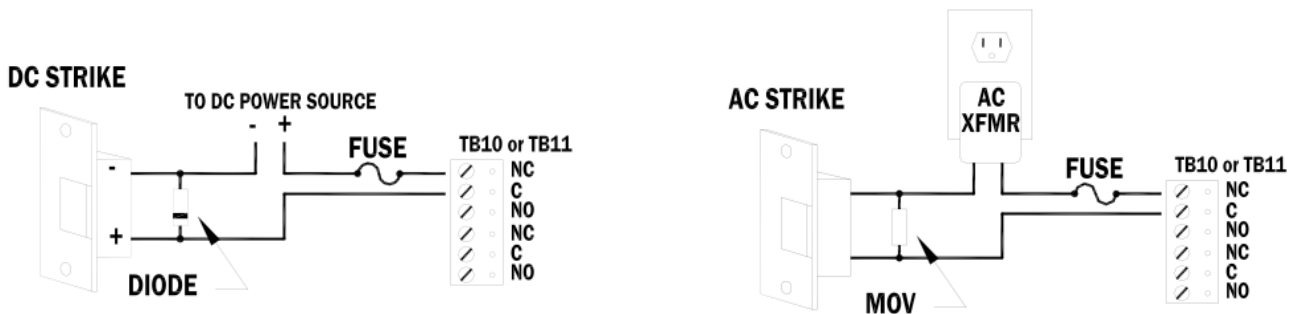 DC STRIKE
TO DC POWER SOURCE
- +
FUSE
TB10 or TB11
-
+
NC
C
NO
NC
C
NO
DIODE
AC STRIKE
AC
XFMR
FUSE
TB10 or TB11
NC
C
NO
NC
C
NO
MOV